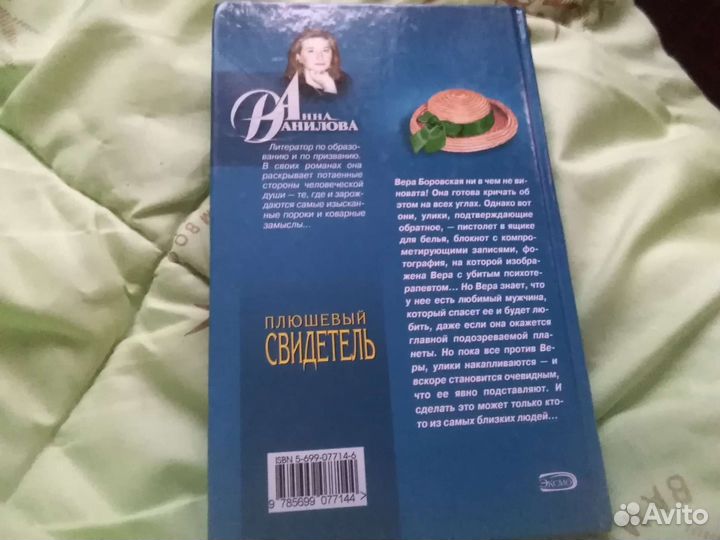 Анна
Данилова
Литератор по образо-
ванию и по призванию.
В своих романах она
раскрывает потаенные
стороны человеческой
души – те, где и зарож-
даются самые изыскан-
ные пороки и коварные
замыслы...
ПЛЮШЕВЫЙ
СВИДЕТЕЛЬ
ISBN 5-699-07714-6
9 785699 077144 >
Вера Боровская ни в чем не ви-
новата! Она готова кричать об
этом на всех углах. Однако вот
они, улики, подтверждающие
обратное, – пистолет в ящике
для белья, блокнот с компро-
метирующими записями, фо-
тография, на которой изобра-
жена Вера с убитым психоте-
рапевтом... Но Вера знает, что
у нее есть любимый мужчина,
который спасет ее и будет лю-
бить, даже если она окажется
главной подозреваемой пла-
неты. Но пока все против Ве-
ры, улики накапливаются – и
вскоре становится очевидным,
что ее явно подставляют. И
сделать это может только кто-
то из самых близких людей...
ЭКСМО
Avito